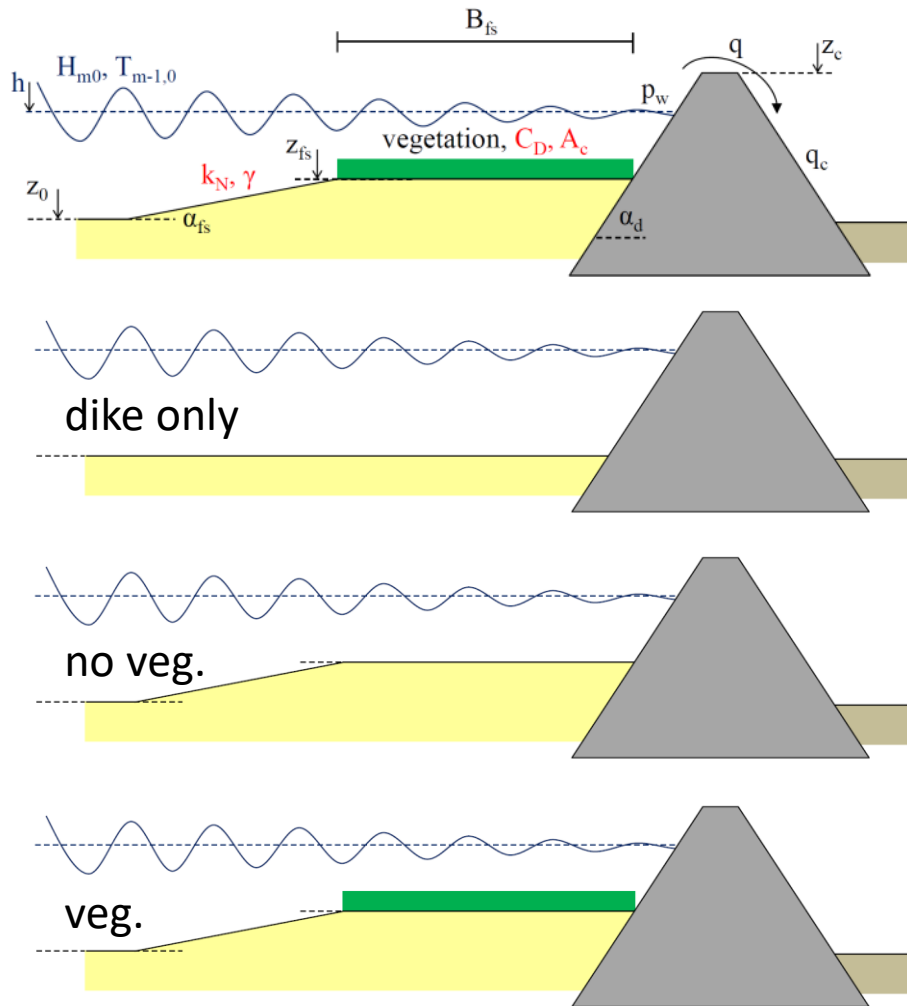 B_fs
q
z_c
H_m0, T_m-1,0
h
p_w
vegetation, C_D, A_c
z_fs
q_c
k_N, γ
z_0
α_fs
α_d
dike only
no veg.
veg.